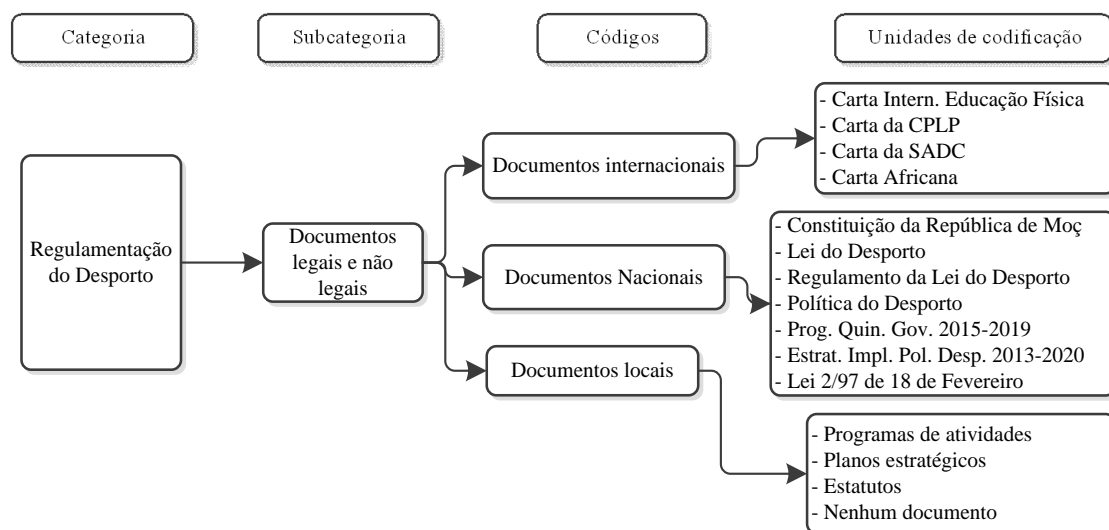 Categoria
Subcategoria
Códigos
Unidades de codificação
Regulamentação
do Desporto
Documentos
legais e não
legais
Documentos internacionais
- Carta Intern. Educação Física
- Carta da CPLP
- Carta da SADC
- Carta Africana
Documentos Nacionais
- Constituição da República de Moç
- Lei do Desporto
- Regulamento da Lei do Desporto
- Política do Desporto
- Prog. Quin. Gov. 2015-2019
- Estrat. Impl. Pol. Desp. 2013-2020
- Lei 2/97 de 18 de Fevereiro
Documentos locais
- Programas de atividades
- Planos estratégicos
- Estatutos
- Nenhum documento